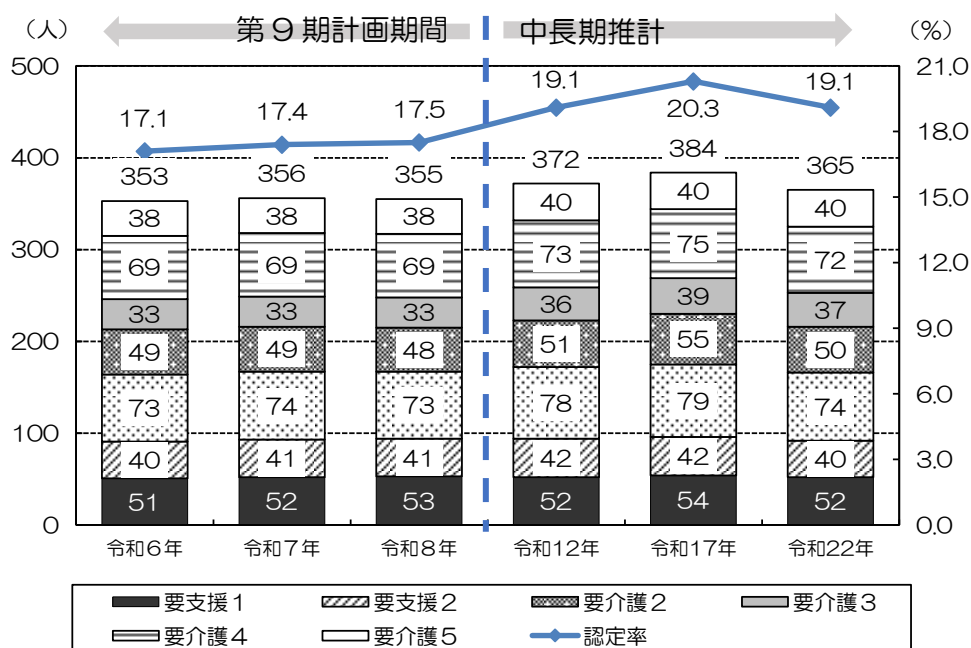 （人） 第９期計画期間 中長期推計 （%）
500 21.0
19.1 20.3 19.1
17.1 17.4 17.5 18.0
400
353 356 355 372 384 365
38 38 38 40 40 40 15.0
300
69 69 69 73 75 72 12.0
33 33 33 36 39 37
200 9.0
49 49 48 51 55 50
73 74 73 78 79 74 6.0
100
40 41 41 42 42 40 3.0
51 52 53 52 54 52
0 0.0
令和6年 令和7年 令和8年 令和12年 令和17年 令和22年
要支援１ 要支援２ 要介護２ 要介護３
要介護４ 要介護５ 認定率